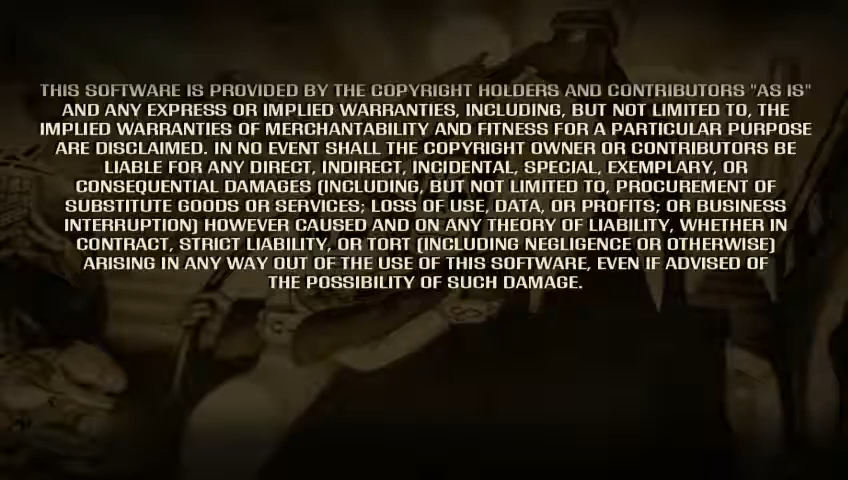 THIS SOFTWARE IS PROVIDED BY THE COPYRIGHT HOLDERS AND CONTRIBUTORS "AS IS"
AND ANY EXPRESS OR IMPLIED WARRANTIES, INCLUDING, BUT NOT LIMITED TO, THE
IMPLIED WARRANTIES OF MERCHANTABILITY AND FITNESS FOR A PARTICULAR PURPOSE
ARE DISCLAIMED. IN NO EVENT SHALL THE COPYRIGHT OWNER OR CONTRIBUTORS BE
LIABLE FOR ANY DIRECT, INDIRECT, INCIDENTAL, SPECIAL, EXEMPLARY, OR
CONSEQUENTIAL DAMAGES (INCLUDING, BUT NOT LIMITED TO, PROCUREMENT OF
SUBSTITUTE GOODS OR SERVICES; LOSS OF USE, DATA, OR PROFITS; OR BUSINESS
INTERRUPTION) HOWEVER CAUSED AND ON ANY THEORY OF LIABILITY, WHETHER IN
CONTRACT, STRICT LIABILITY, OR TORT (INCLUDING NEGLIGENCE OR OTHERWISE)
ARISING IN ANY WAY OUT OF THE USE OF THIS SOFTWARE, EVEN IF ADVISED OF
THE POSSIBILITY OF SUCH DAMAGE.